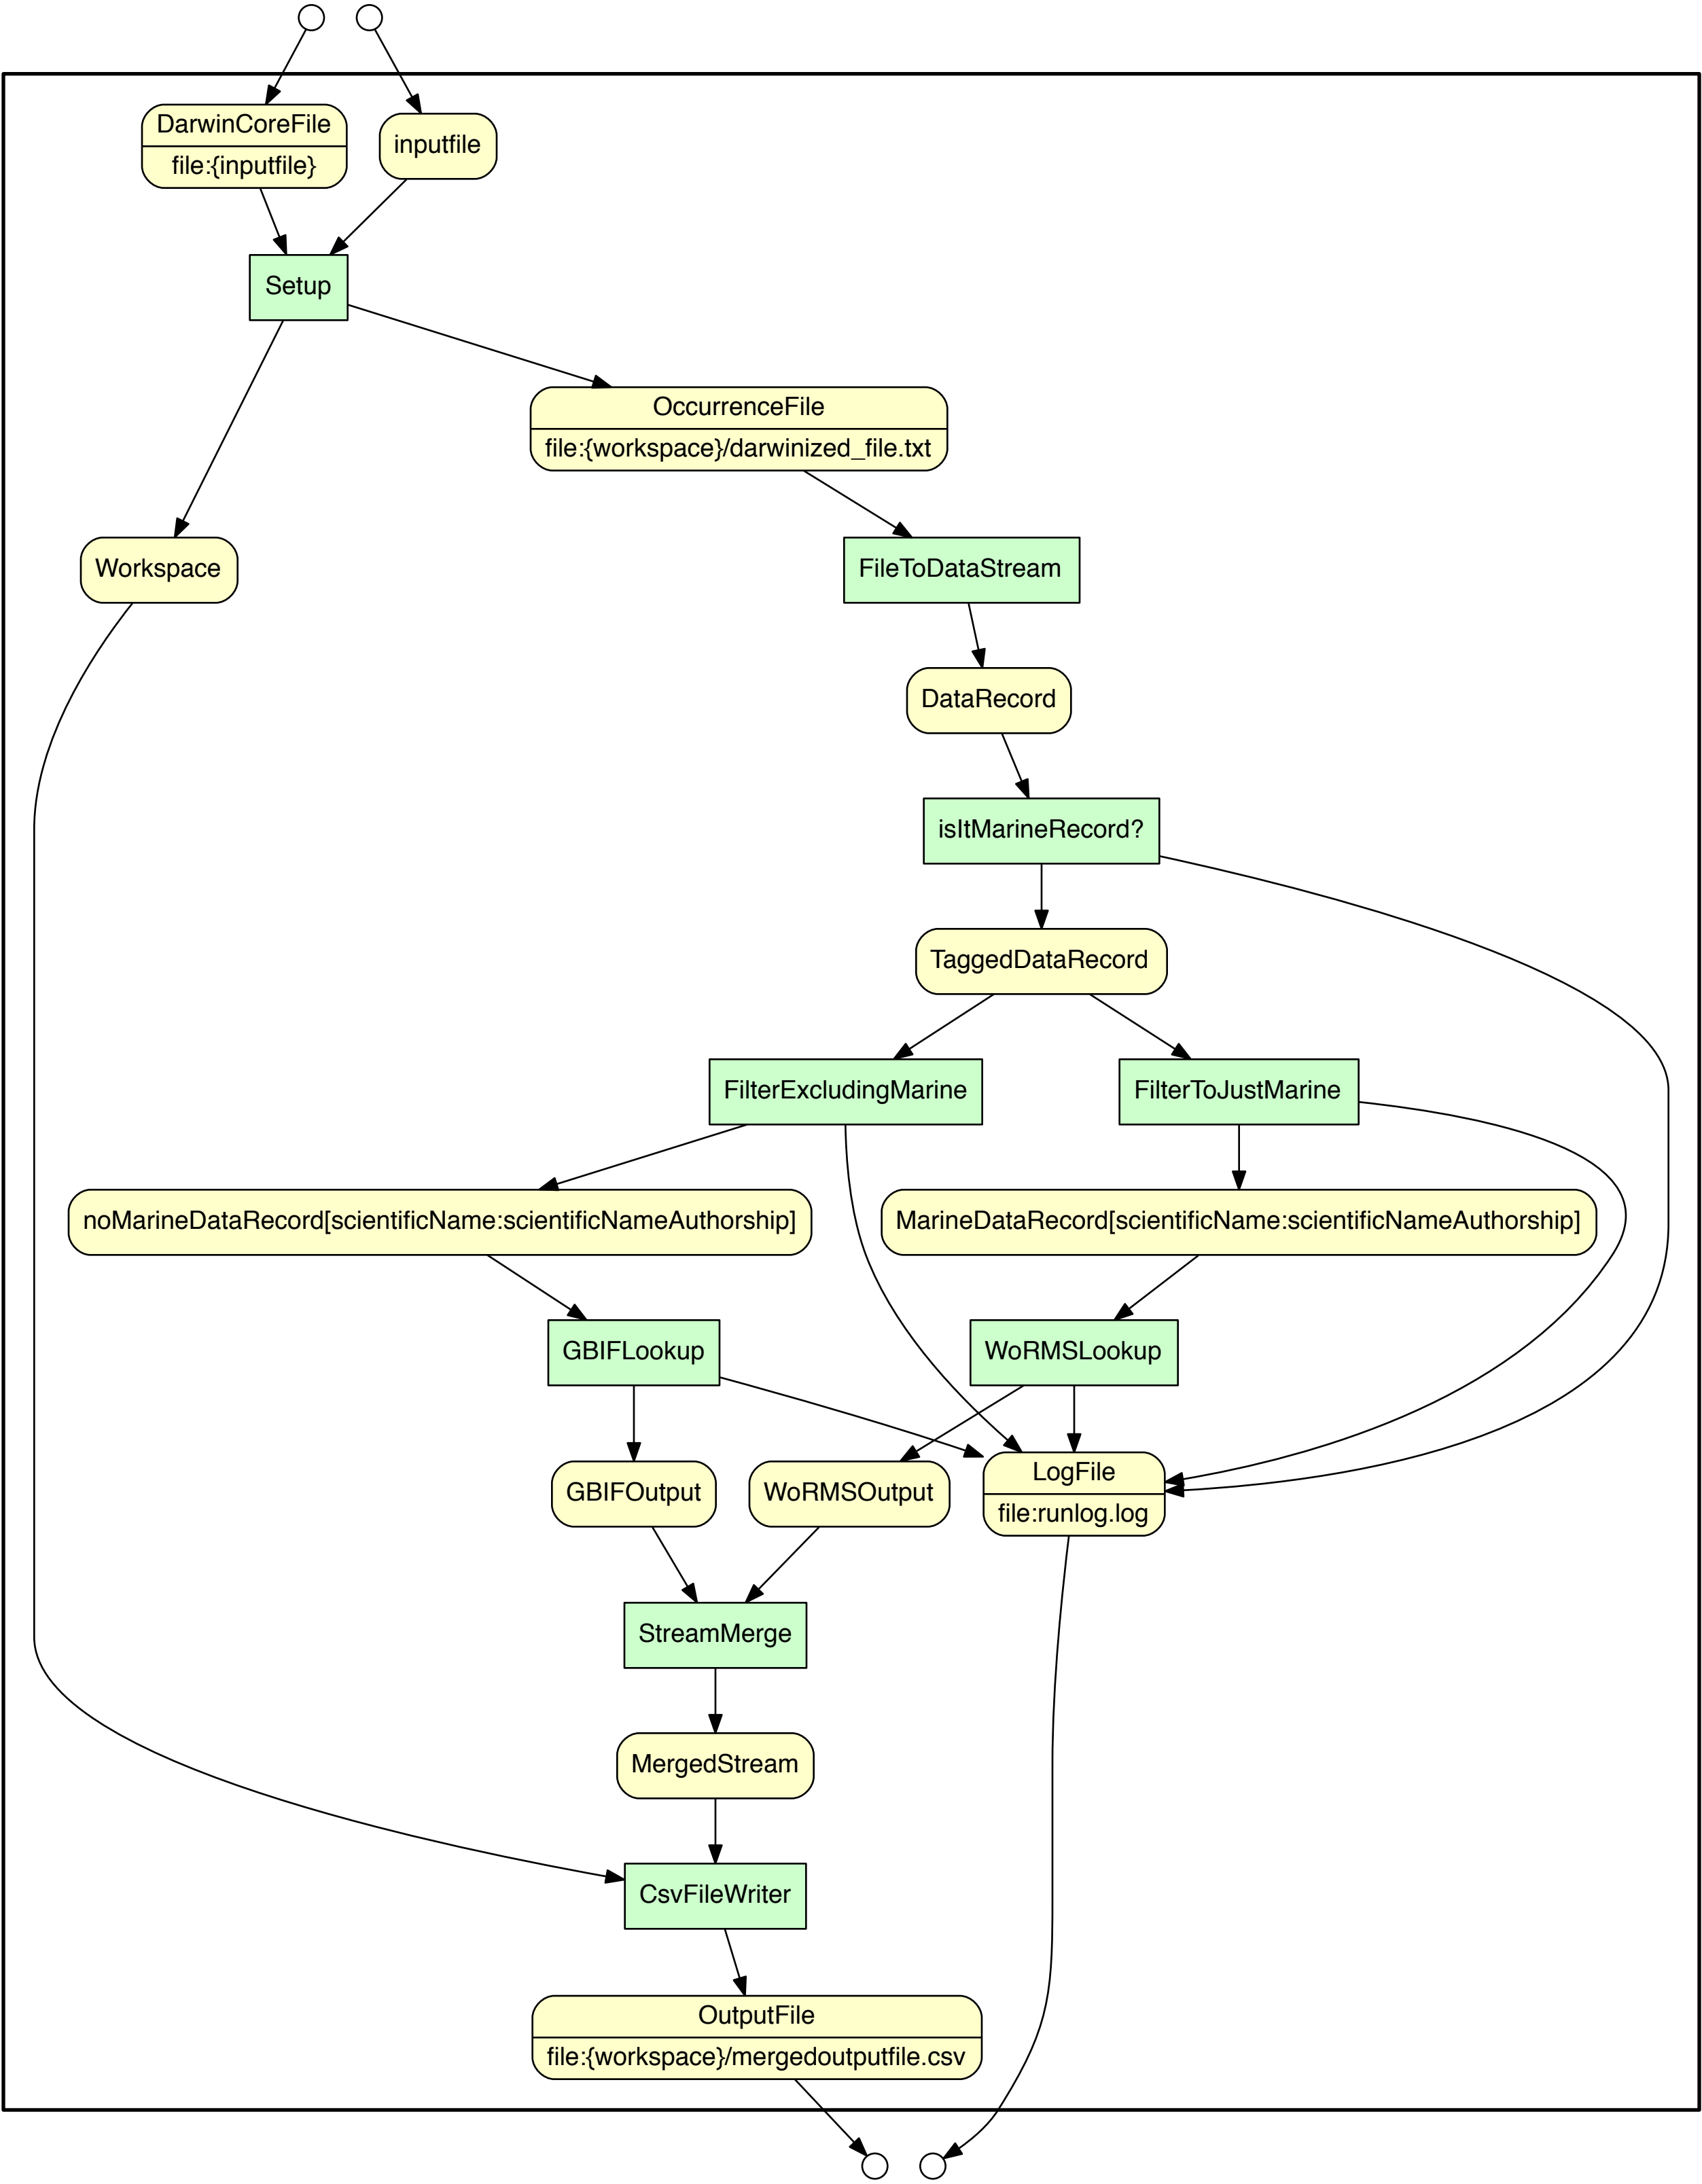 DarwinCoreFile
file:{inputfile}
inputfile
Setup
OccurrenceFile
file:{workspace}/darwinized_file.txt
Workspace
FileToDataStream
DataRecord
isItMarineRecord?
TaggedDataRecord
FilterExcludingMarine
FilterToJustMarine
noMarineDataRecord[scientificName:scientificNameAuthorship]
MarineDataRecord[scientificName:scientificNameAuthorship]
GBIFLookup
WoRMSLookup
GBIFOutput
WoRMSOutput
LogFile
file:runlog.log
StreamMerge
MergedStream
CsvFileWriter
OutputFile
file:{workspace}/mergedoutputfile.csv